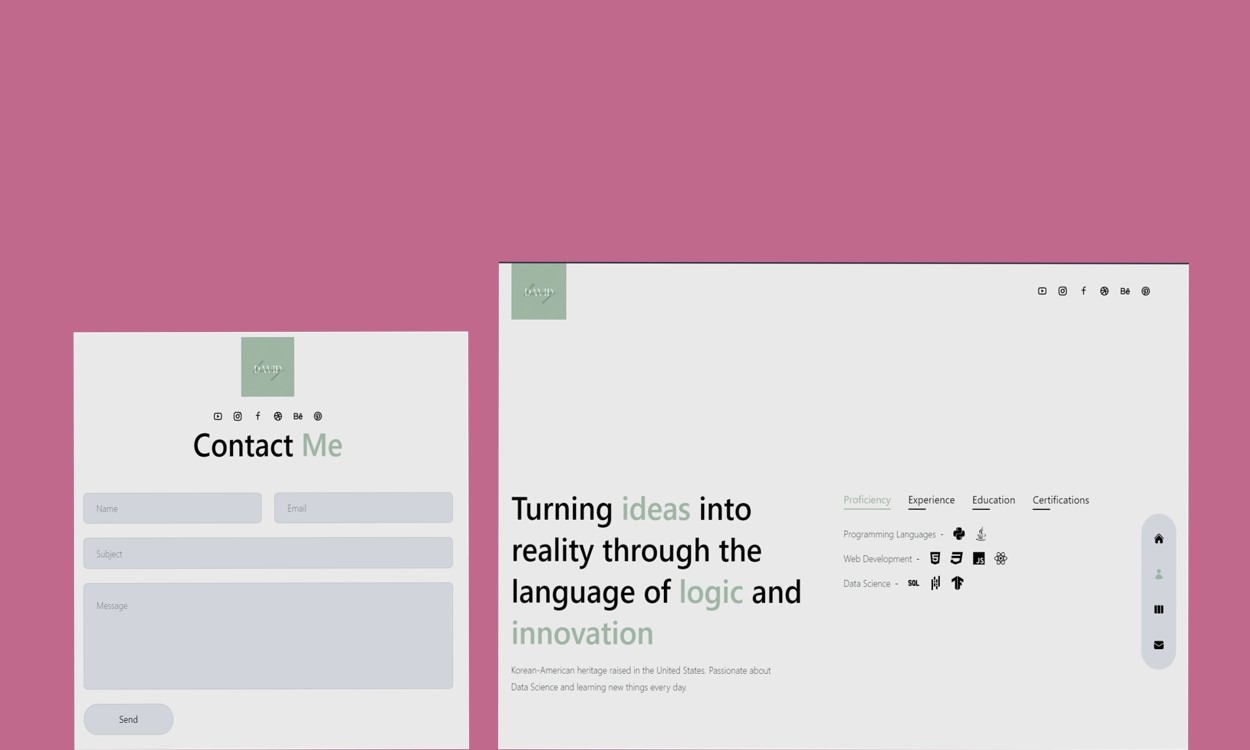 DAVID
Contact Me
Name
Email
Subject
Message
Send
DAVID
Bē
Turning ideas into
reality through the
language of logic and
innovation
Korean-American heritage raised in the United States. Passionate about
Data Science and learning new things every day.
Proficiency Experience Education Certifications
Programming Languages -
Web Development - JS
Data Science - SQL